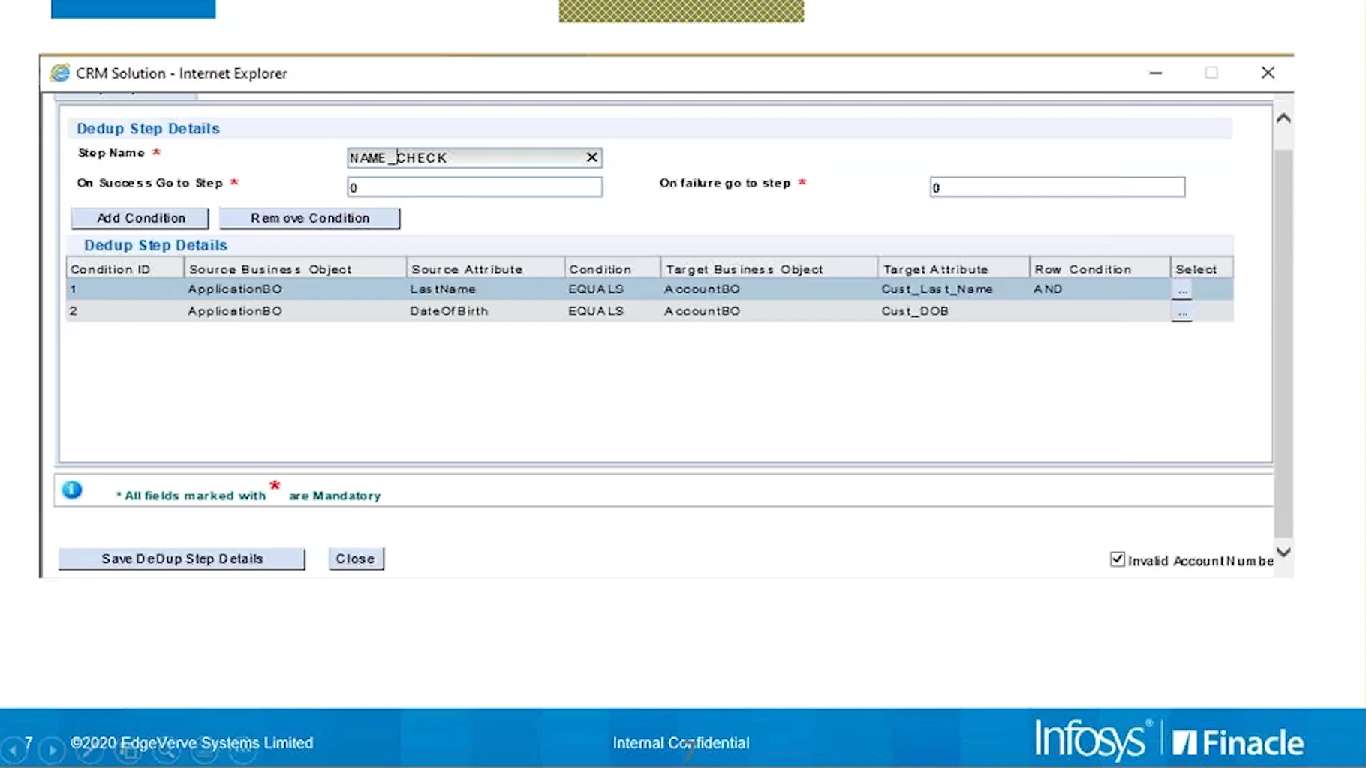 CRM Solution - Internet Explorer
Dedup Step Details
Step Name *
NAME_CHECK
On Success Go to Step * 0 On failure go to step * 0
Add Condition Remove Condition
Dedup Step Details
Condition ID Source Business Object Source Attribute Condition Target Business Object Target Attribute Row Condition Select
1 ApplicationBO LastName EQUALS AccountBO Cust_Last_Name AND ...
2 ApplicationBO DateOfBirth EQUALS AccountBO Cust_DOB ...
* All fields marked with * are Mandatory
Save DeDup Step Details Close
Invalid Account Numbe
7 ©2020 EdgeVerve Systems Limited Internal Confidential Infosys® | Finacle